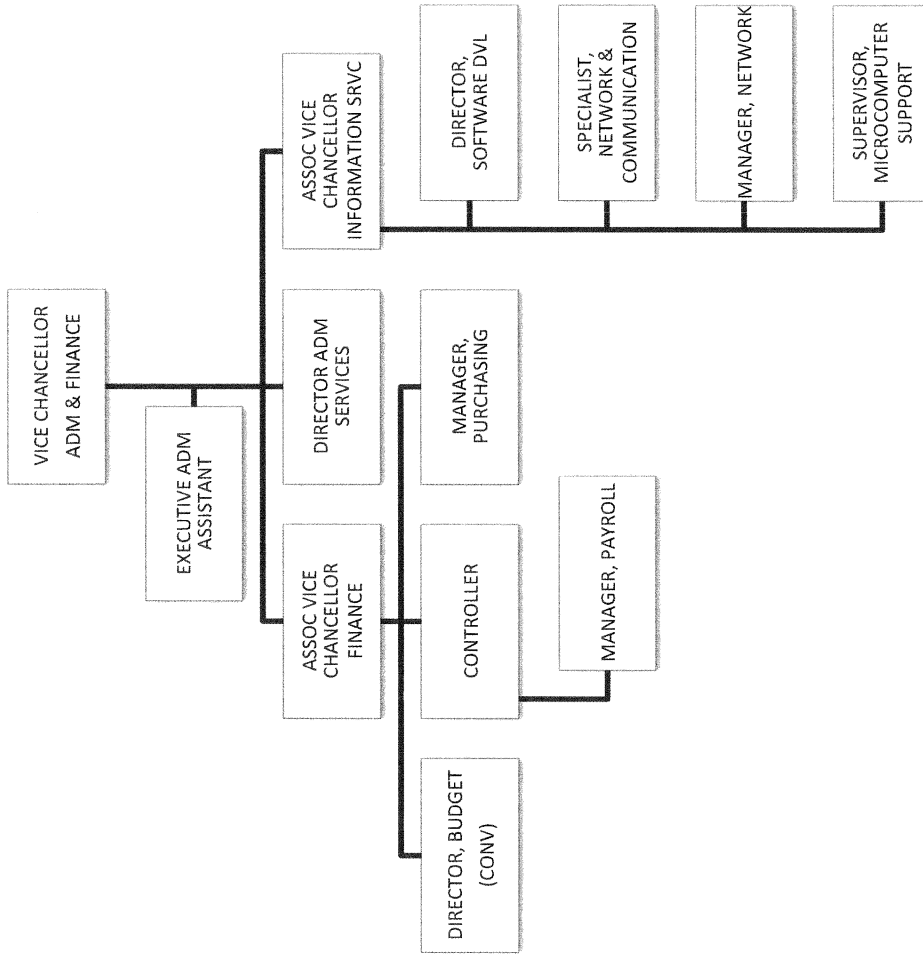 VICE CHANCELLOR
ADM & FINANCE
EXECUTIVE ADM
ASSISTANT
ASSOC VICE
CHANCELLOR
FINANCE
DIRECTOR ADM
SERVICES
ASSOC VICE
CHANCELLOR
INFORMATION SRVC
DIRECTOR, BUDGET
(CONV)
CONTROLLER
MANAGER,
PURCHASING
DIRECTOR,
SOFTWARE DVL
MANAGER, PAYROLL
SPECIALIST,
NETWORK &
COMMUNICATION
MANAGER, NETWORK
SUPERVISOR,
MICROCOMPUTER
SUPPORT